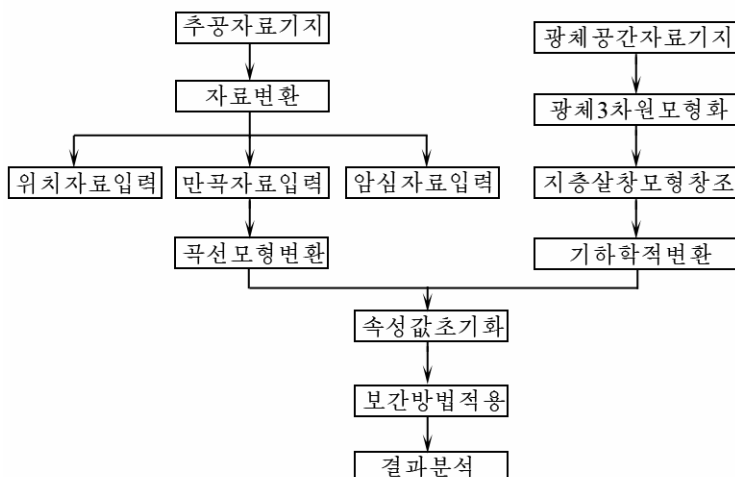 추공자료기지
광체공간자료기지
자료변환
광체3차원모형화
위치자료입력
만곡자료입력
암심자료입력
지층살창모형창조
곡선모형변환
기하학적변환
속성값초기화
보간방법적용
결과분석